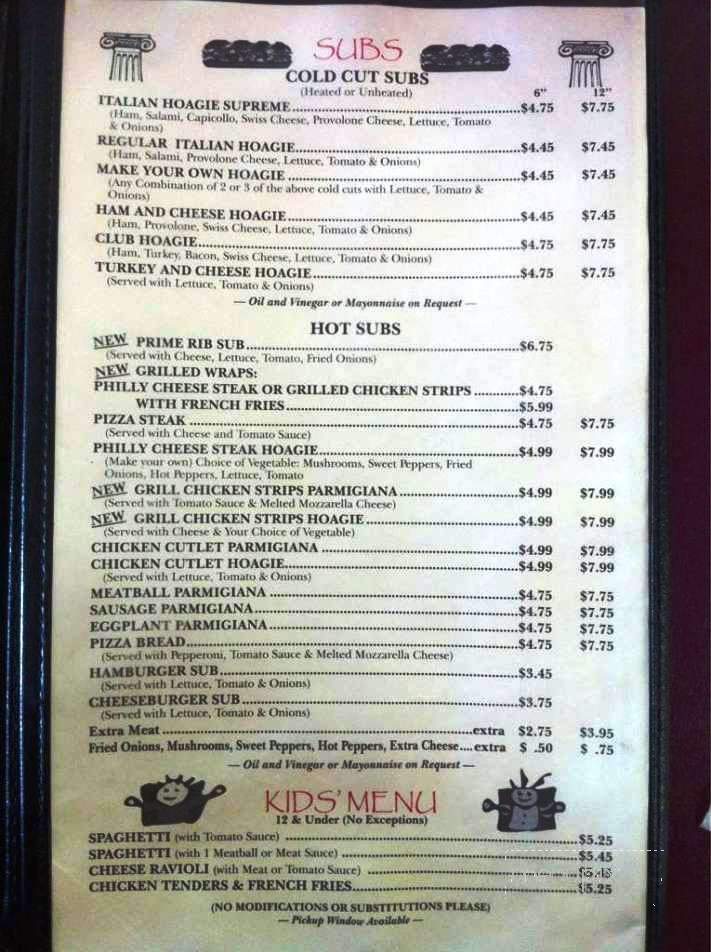 SUBS
COLD CUT SUBS
(Heated or Unheated) 6" 12"
ITALIAN HOAGIE SUPREME........$4.75 $7.75
(Ham, Salami, Capicollo, Swiss Cheese, Provolone Cheese, Lettuce, Tomato
& Onions)
REGULAR ITALIAN HOAGIE........$4.45 $7.45
(Ham, Salami, Provolone Cheese, Lettuce, Tomato & Onions)
MAKE YOUR OWN HOAGIE........$4.45 $7.45
(Any Combination of 2 or 3 of the above cold cuts with Lettuce, Tomato &
Onions)
HAM AND CHEESE HOAGIE........$4.45 $7.45
(Ham, Provolone, Swiss Cheese, Lettuce, Tomato & Onions)
CLUB HOAGIE........$4.75 $7.75
(Ham, Turkey, Bacon, Swiss Cheese, Lettuce, Tomato & Onions)
TURKEY AND CHEESE HOAGIE........$4.75 $7.75
(Served with Lettuce, Tomato & Onions)
— Oil and Vinegar or Mayonnaise on Request —
HOT SUBS
NEW PRIME RIB SUB........$6.75
(Served with Cheese, Lettuce, Tomato, Fried Onions)
NEW GRILLED WRAPS:
PHILLY CHEESE STEAK OR GRILLED CHICKEN STRIPS ........$4.75
WITH FRENCH FRIES........$5.99
PIZZA STEAK ........$4.75 $7.75
(Served with Cheese and Tomato Sauce)
PHILLY CHEESE STEAK HOAGIE........$4.99 $7.99
(Make your own) Choice of Vegetable: Mushrooms, Sweet Peppers, Fried
Onions, Hot Peppers, Lettuce, Tomato
NEW GRILL CHICKEN STRIPS PARMIGIANA........$4.99 $7.99
(Served with Tomato Sauce & Melted Mozzarella Cheese)
NEW GRILL CHICKEN STRIPS HOAGIE........$4.99 $7.99
(Served with Cheese & Your Choice of Vegetable)
CHICKEN CUTLET PARMIGIANA ........$4.99 $7.99
CHICKEN CUTLET HOAGIE........$4.99 $7.99
(Served with Lettuce, Tomato & Onions)
MEATBALL PARMIGIANA ........$4.75 $7.75
SAUSAGE PARMIGIANA........$4.75 $7.75
EGGPLANT PARMIGIANA........$4.75 $7.75
PIZZA BREAD........$4.75 $7.75
(Served with Pepperoni, Tomato Sauce & Melted Mozzarella Cheese)
HAMBURGER SUB........$3.45
(Served with Lettuce, Tomato & Onions)
CHEESEBURGER SUB........$3.75
(Served with Lettuce, Tomato & Onions)
Extra Meat........extra $2.75 $3.95
Fried Onions, Mushrooms, Sweet Peppers, Hot Peppers, Extra Cheese....extra $ .50 $ .75
— Oil and Vinegar or Mayonnaise on Request —
KIDS' MENU
12 & Under (No Exceptions)
SPAGHETTI (with Tomato Sauce) ........$5.25
SPAGHETTI (with 1 Meatball or Meat Sauce) ........$5.45
CHEESE RAVIOLI (with Meat or Tomato Sauce) ........
CHICKEN TENDERS & FRENCH FRIES........$5.25
(NO MODIFICATIONS OR SUBSTITUTIONS PLEASE)
— Pickup Window Available —